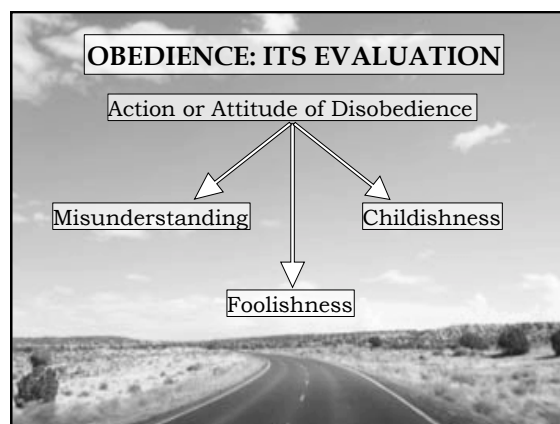 OBEDIENCE: ITS EVALUATION
Action or Attitude of Disobedience
Misunderstanding
Childishness
Foolishness